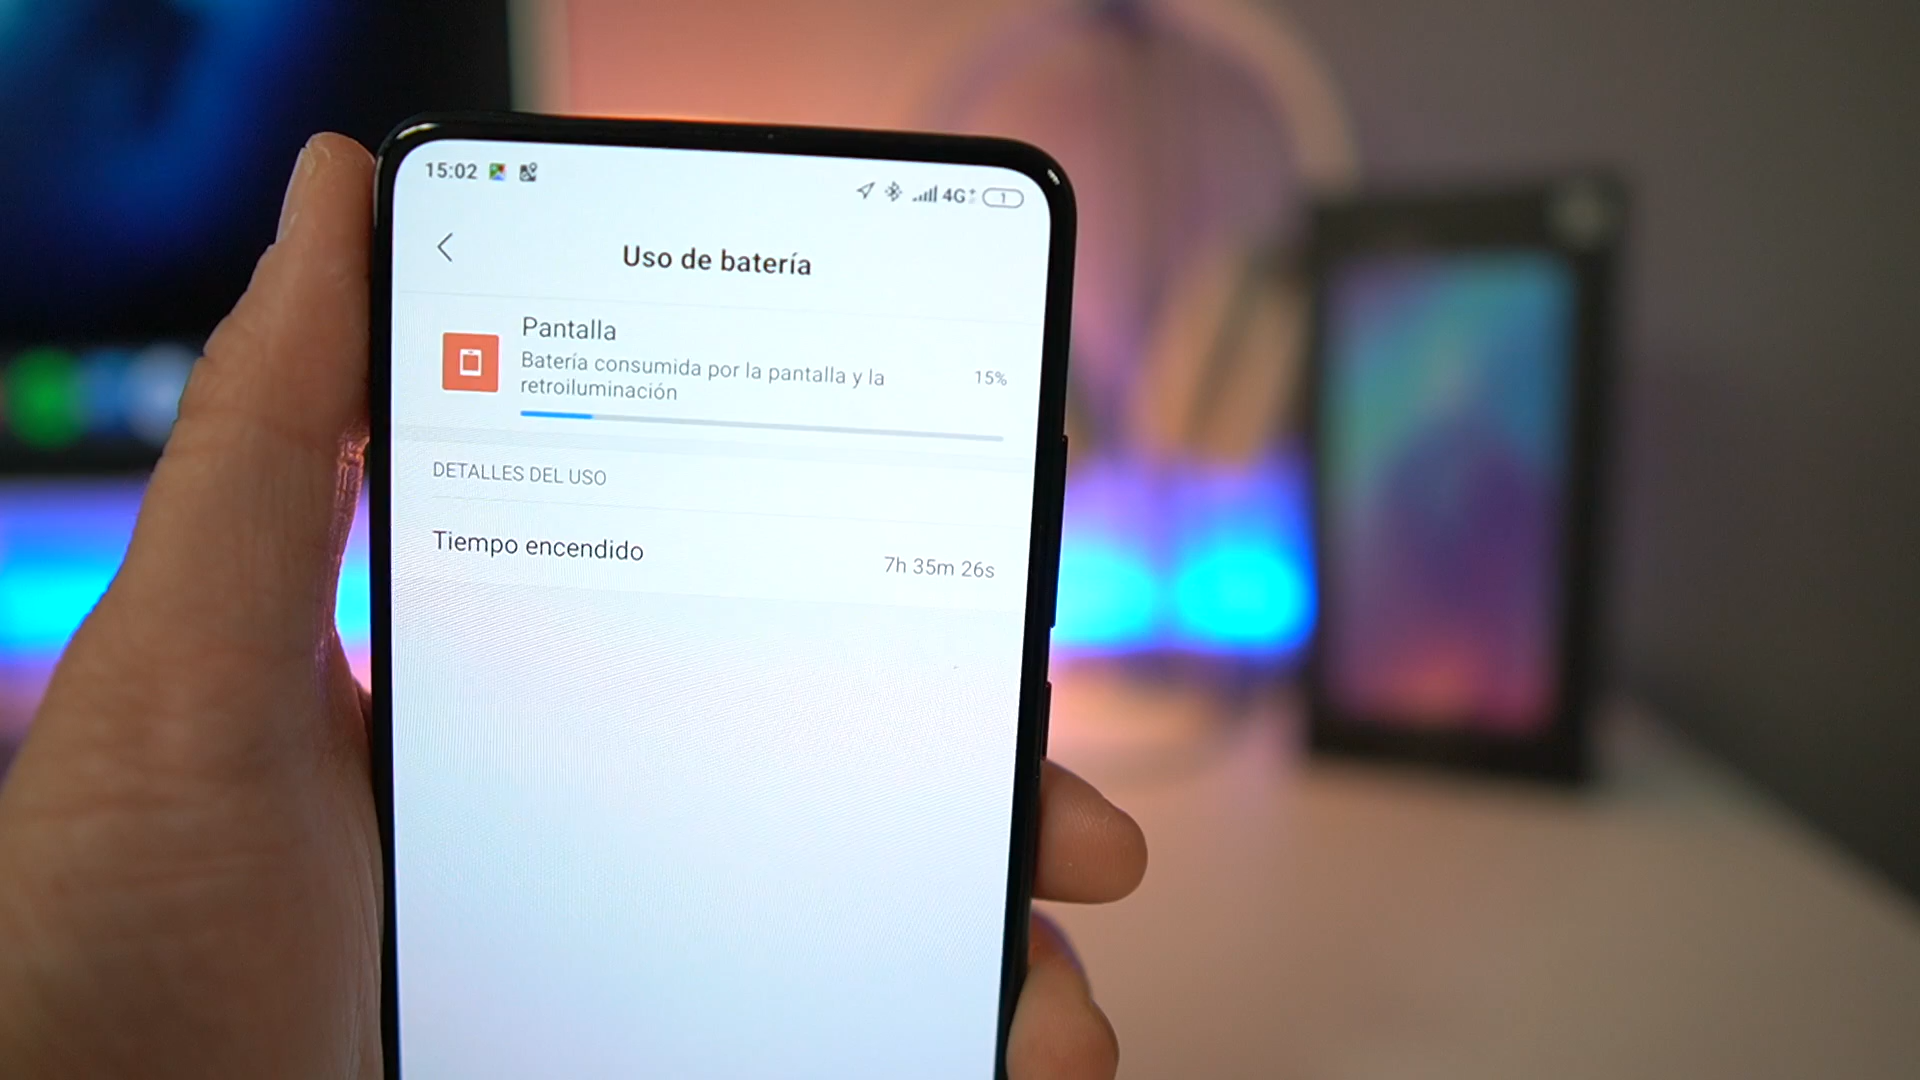 15:02
4G+ 1
Uso de batería
Pantalla
Batería consumida por la pantalla y la
retroiluminación
15%
DETALLES DEL USO
Tiempo encendido
7h 35m 26s